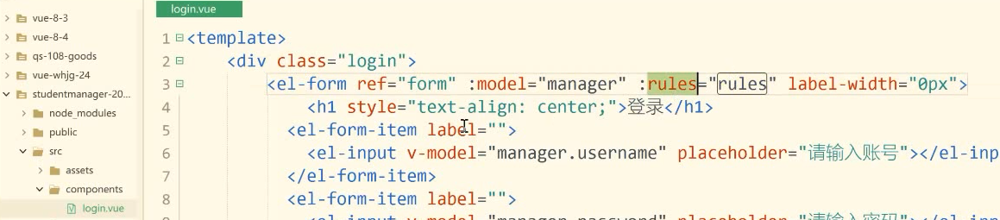 vue-8-3
vue-8-4
qs-108-goods
vue-whjg-24
studentmanager-20...
node_modules
public
src
assets
components
login.vue
login.vue
1 <template>
2 <div class="login">
3 <el-form ref="form" :model="manager" :rules="rules" label-width="0px">
4 <h1 style="text-align: center;">登录</h1>
5 <el-form-item label="">
6 <el-input v-model="manager.username" placeholder="请输入账号"></el-inp
7 </el-form-item>
8 <el-form-item label="">
<el-input v-model="manager.password" placeholder="请输入密码"></el-inp